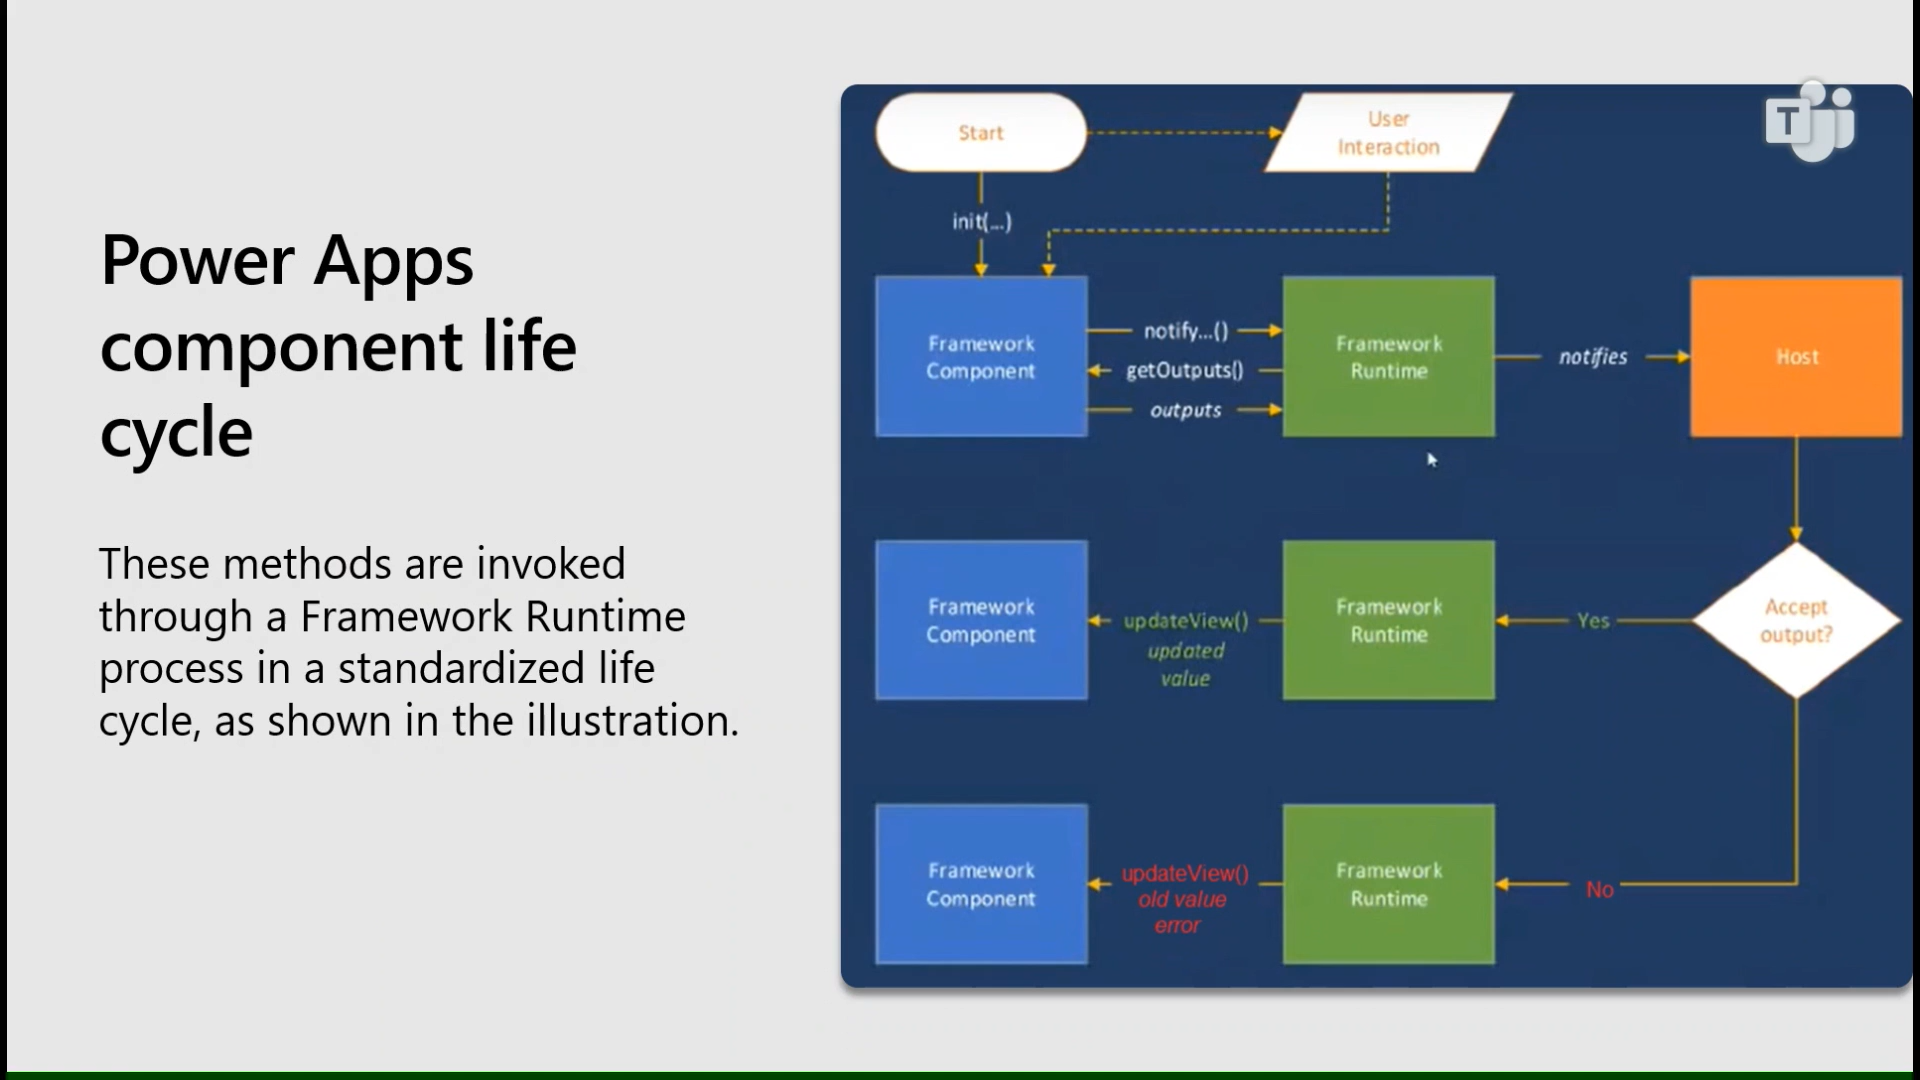 Power Apps
component life
cycle
These methods are invoked
through a Framework Runtime
process in a standardized life
cycle, as shown in the illustration.
Start
User
Interaction
T
init(...)
Framework
Component
notify...()
getOutputs()
outputs
Framework
Runtime
notifies
Host
Framework
Component
updateView()
updated
value
Framework
Runtime
Yes
Accept
output?
Framework
Component
updateView()
old value
error
Framework
Runtime
No